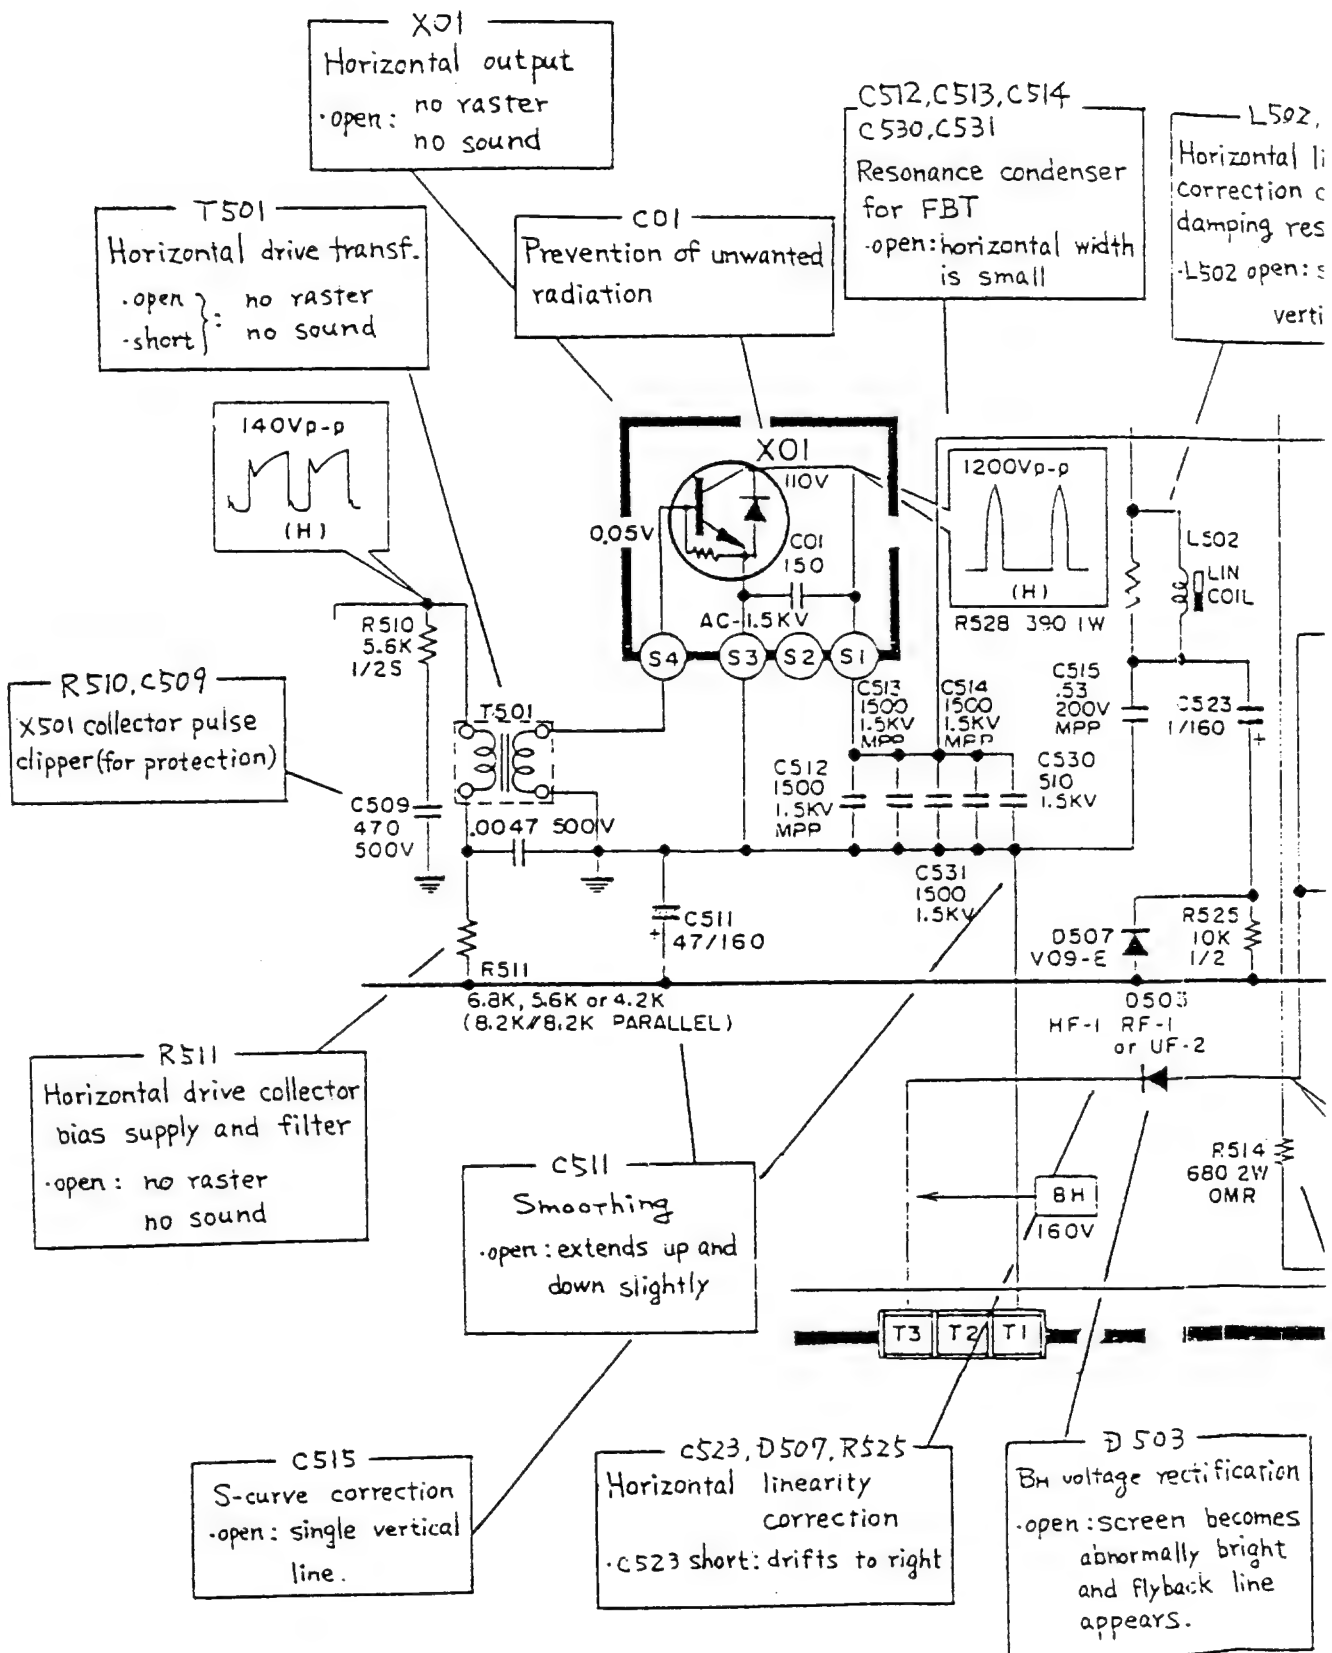 X01
Horizontal output
·open: no raster
no sound
C512, C513, C514
C530, C531
Resonance condenser
for FBT
·open: horizontal width
is small
L502,
Horizontal li
correction c
damping res
·L502 open: s
verti
T501
Horizontal drive transf.
·open
·short}: no raster
no sound
C01
Prevention of unwanted
radiation
140Vp-p
(H)
X01
110V
0.05V
C01
150
AC-1.5KV
S4
S3
S2
S1
1200Vp-p
(H)
R528 390 1W
L502
LIN
COIL
R510
5.6K
1/2S
R510, C509
X501 collector pulse
clipper (for protection)
T501
C509
470
500V
.0047 500V
C513
1500
1.5KV
MPP
C514
1500
1.5KV
MPP
C512
1500
1.5KV
MPP
C530
510
1.5KV
C515
.53
200V
MPP
C523
1/160
+
C531
1500
1.5KV
C511
47/160
+
D507
V09-E
R525
10K
1/2
R511
6.8K, 5.6K or 4.2K
(8.2K//8.2K PARALLEL)
D503
HF-1 RF-1
or UF-2
R511
Horizontal drive collector
bias supply and filter
·open: no raster
no sound
C511
Smoothing
·open: extends up and
down slightly
BH
160V
R514
680 2W
OMR
T3
T2
T1
C515
S-curve correction
·open: single vertical
line.
C523, D507, R525
Horizontal linearity
correction
·C523 short: drifts to right
D503
BH voltage rectification
·open: screen becomes
abnormally bright
and flyback line
appears.